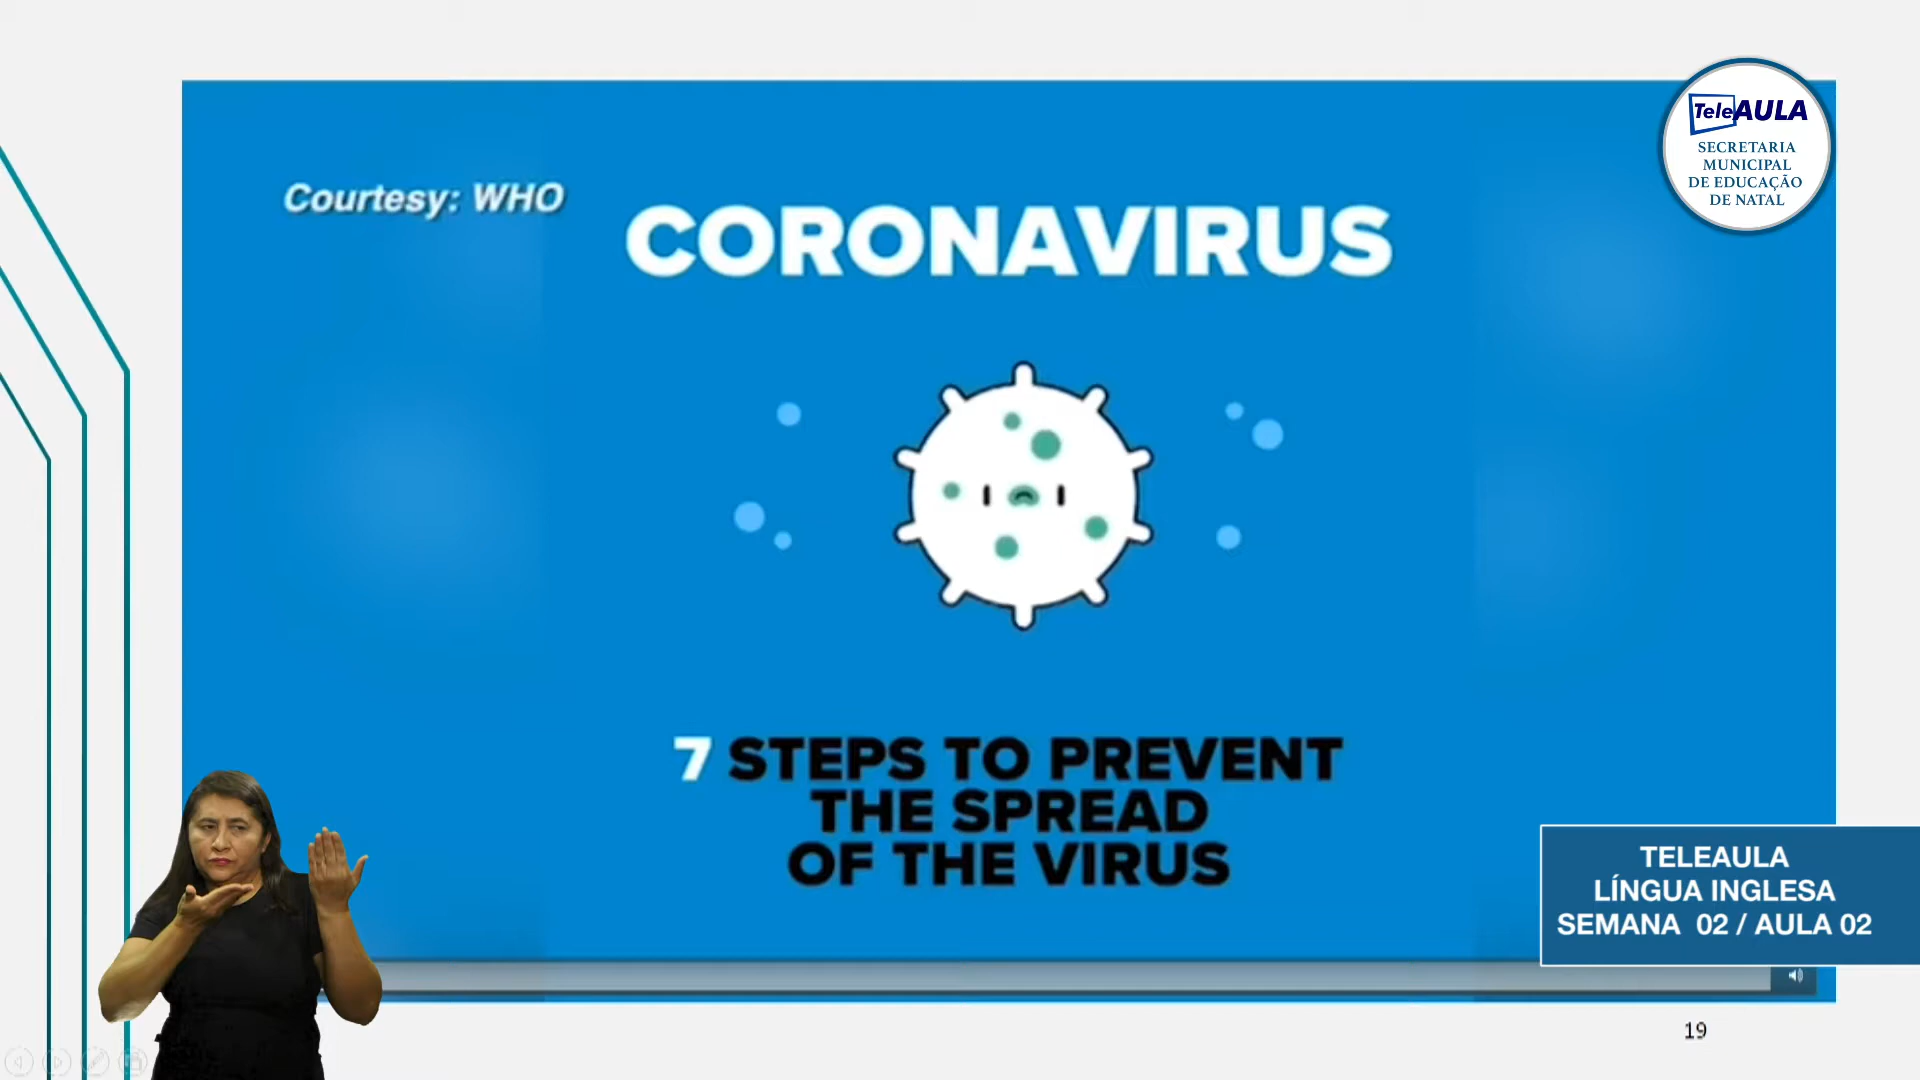 Courtesy: WHO
CORONAVIRUS
7 STEPS TO PREVENT
THE SPREAD
OF THE VIRUS
TeleAULA
SECRETARIA
MUNICIPAL
DE EDUCAÇÃO
DE NATAL
TELEAULA
LÍNGUA INGLESA
SEMANA 02 / AULA 02
19